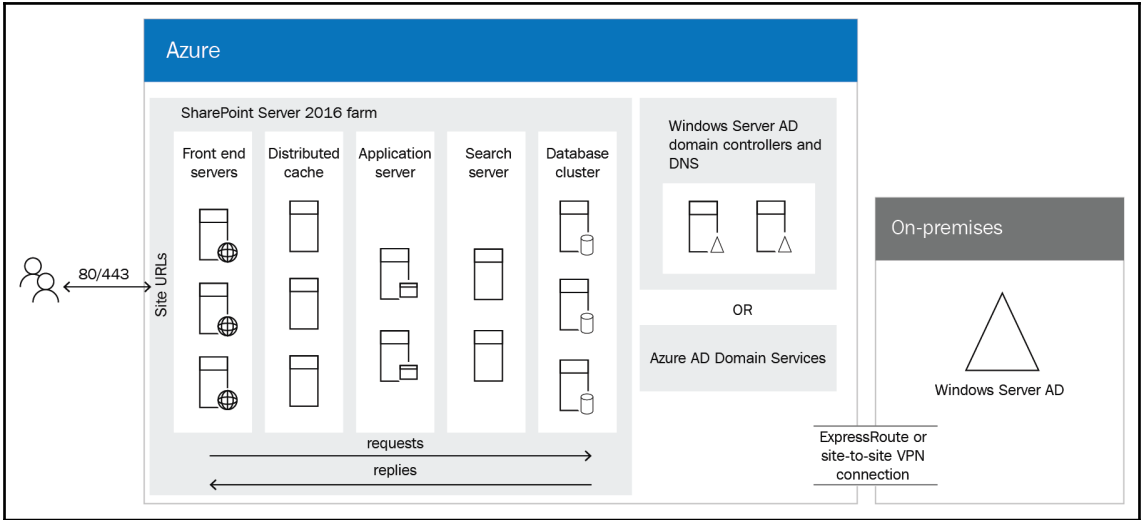 Azure
SharePoint Server 2016 farm
Front end
servers
Distributed
cache
Application
server
Search
server
Database
cluster
80/443
Site URLs
requests
replies
Windows Server AD
domain controllers and
DNS
OR
Azure AD Domain Services
On-premises
Windows Server AD
ExpressRoute or
site-to-site VPN
connection